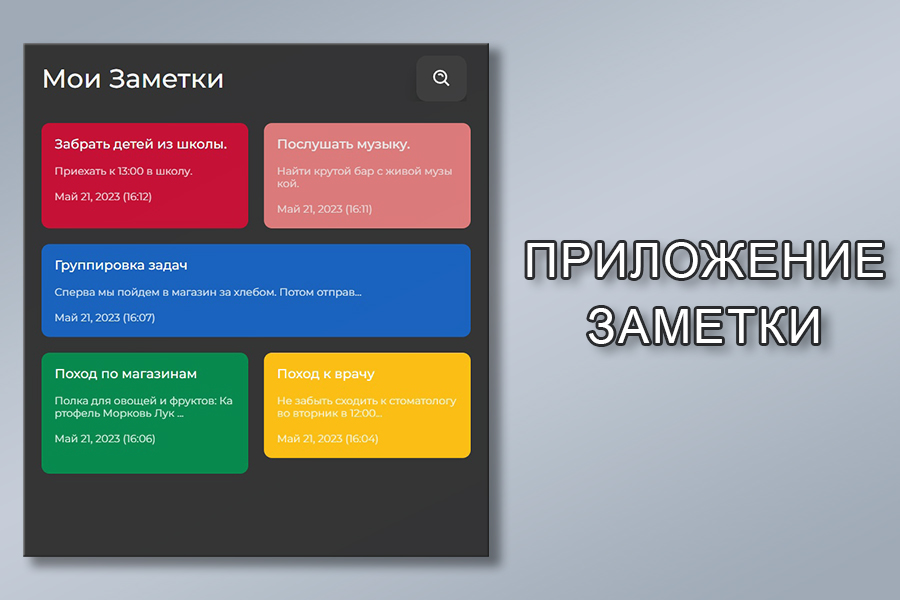 Мои Заметки
Забрать детей из школы.
Приехать к 13:00 в школу.
Май 21, 2023 (16:12)
Послушать музыку.
Найти крутой бар с живой музы
кой.
Май 21, 2023 (16:11)
Группировка задач
Сперва мы пойдем в магазин за хлебом. Потом отправ...
Май 21, 2023 (16:07)
Поход по магазинам
Полка для овощей и фруктов: Ка
ртофель Морковь Лук ...
Май 21, 2023 (16:06)
Поход к врачу
Не забыть сходить к стоматологу
во вторник в 12:00...
Май 21, 2023 (16:04)
ПРИЛОЖЕНИЕ
ЗАМЕТКИ